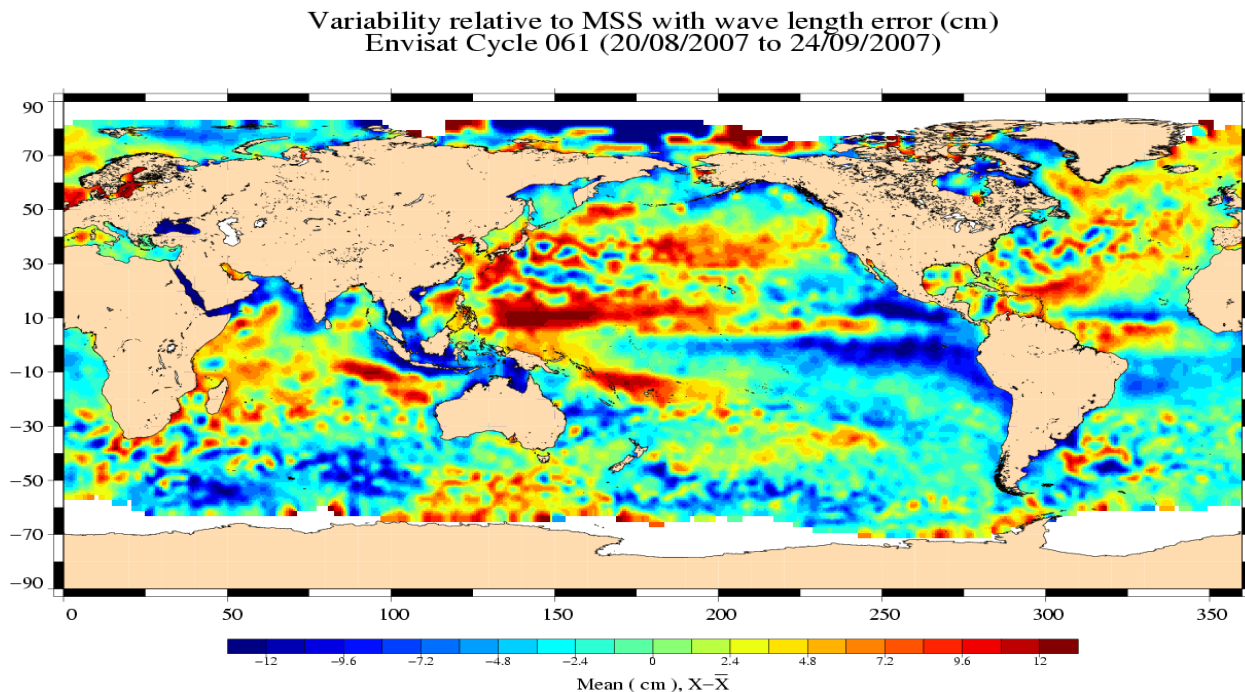 Variability relative to MSS with wave length error (cm)
Envisat Cycle 061 (20/08/2007 to 24/09/2007)
90
70
50
30
10
−10
−30
−50
−70
−90
0 50 100 150 200 250 300 350
−12 −9.6 −7.2 −4.8 −2.4 0 2.4 4.8 7.2 9.6 12
Mean ( cm ), X−X̅